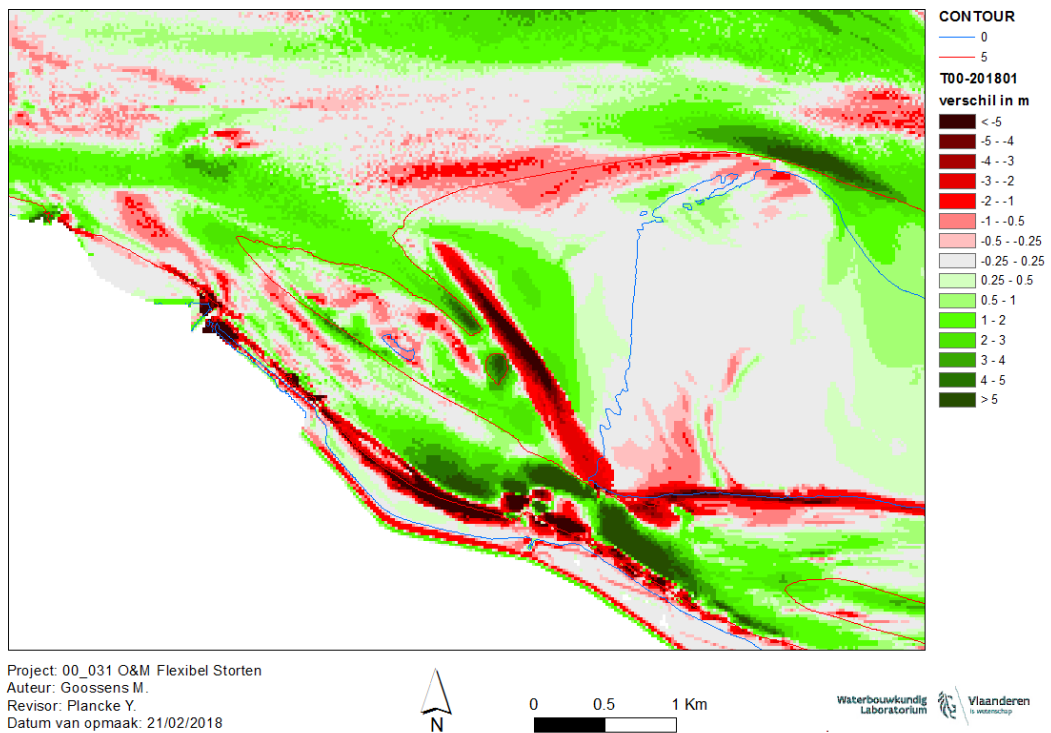 CONTOUR
0
5
T00-201801
verschil in m
< -5
-5 - -4
-4 - -3
-3 - -2
-2 - -1
-1 - -0.5
-0.5 - -0.25
-0.25 - 0.25
0.25 - 0.5
0.5 - 1
1 - 2
2 - 3
3 - 4
4 - 5
> 5
Project: 00_031 O&M Flexibel Storten
Auteur: Goossens M.
Revisor: Plancke Y.
Datum van opmaak: 21/02/2018
N
0 0.5 1 Km
Waterbouwkundig
Laboratorium
Vlaanderen
is wetenschap